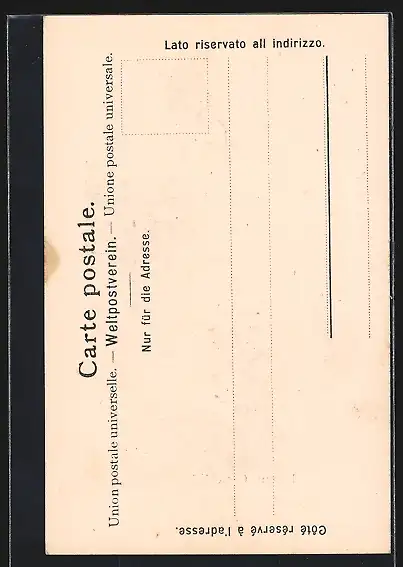 Carte postale.
Union postale universelle. — Weltpostverein. — Unione postale universale.
Nur für die Adresse.
Côté réservé à l'adresse.
Lato riservato all indirizzo.